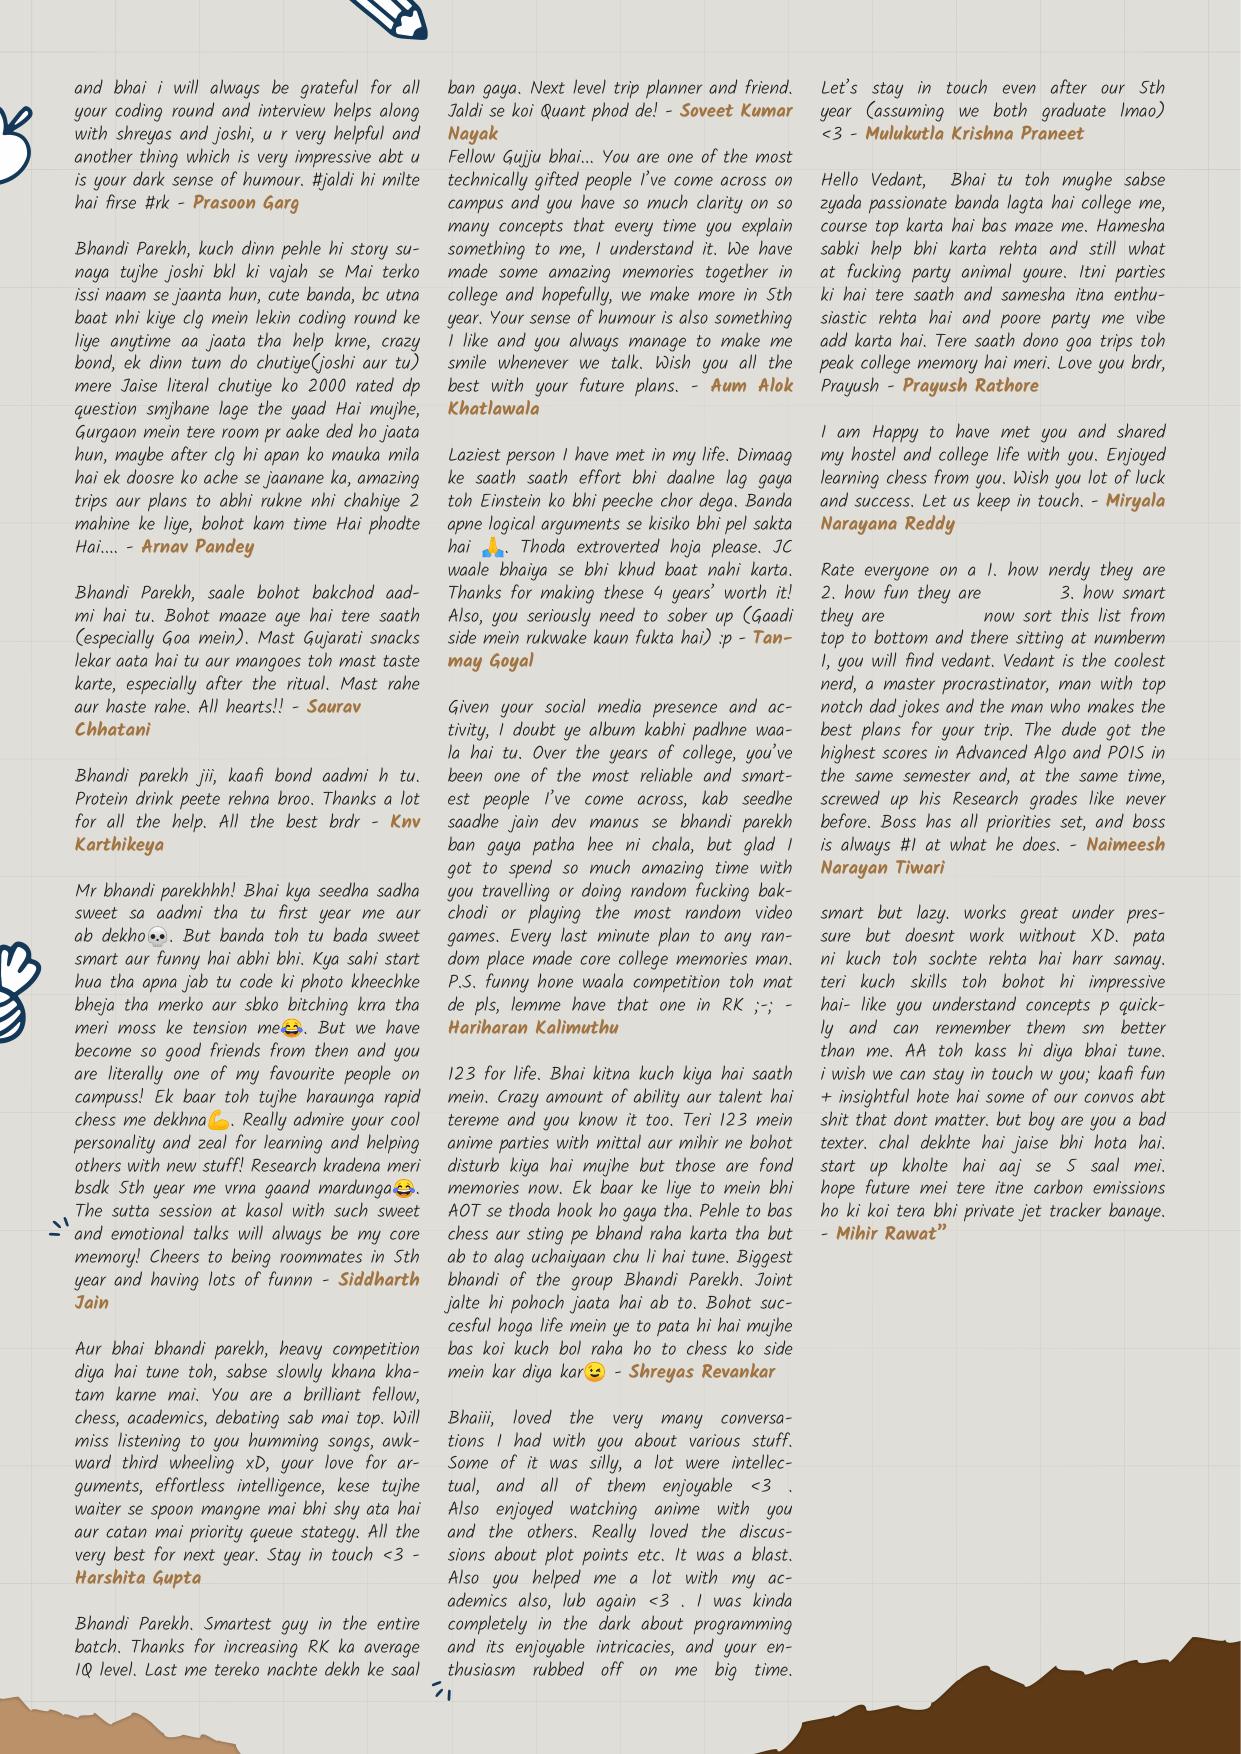 and bhai i will always be grateful for all
your coding round and interview helps along
with shreyas and joshi, u r very helpful and
another thing which is very impressive abt u
is your dark sense of humour. #jaldi hi milte
hai firse #rk - Prasoon Garg
Bhandi Parekh, kuch dinn pehle hi story su-
naya tujhe joshi bkl ki vajah se Mai terko
issi naam se jaanta hun, cute banda, bc utna
baat nhi kiye clg mein lekin coding round ke
liye anytime aa jaata tha help krne, crazy
bond, ek dinn tum do chutiye(joshi aur tu)
mere Jaise literal chutiye ko 2000 rated dp
question smjhane lage the yaad Hai mujhe,
Gurgaon mein tere room pr aake ded ho jaata
hun, maybe after clg hi apan ko mauka mila
hai ek doosre ko ache se jaanane ka, amazing
trips aur plans to abhi rukne nhi chahiye 2
mahine ke liye, bohot kam time Hai phodte
Hai.... - Arnav Pandey
Bhandi Parekh, saale bohot bakchod aad-
mi hai tu. Bohot maaze aye hai tere saath
(especially Goa mein). Mast Gujarati snacks
lekar aata hai tu aur mangoes toh mast taste
karte, especially after the ritual. Mast rahe
aur haste rahe. All hearts!! - Saurav
Chhatani
Bhandi parekh jii, kaafi bond aadmi h tu.
Protein drink peete rehna broo. Thanks a lot
for all the help. All the best brdr - Knv
Karthikeya
Mr bhandi parekhhh! Bhai kya seedha sadha
sweet sa aadmi tha tu first year me aur
ab dekho💀. But banda toh tu bada sweet
smart aur funny hai abhi bhi. Kya sahi start
hua tha apna jab tu code ki photo kheechke
bheja tha merko aur sbko bitching krra tha
meri moss ke tension me😂. But we have
become so good friends from then and you
are literally one of my favourite people on
campuss! Ek baar toh tujhe haraunga rapid
chess me dekhna💪. Really admire your cool
personality and zeal for learning and helping
others with new stuff! Research kradena meri
bsdk 5th year me vrna gaand mardunga😂.
The sutta session at kasol with such sweet
and emotional talks will always be my core
memory! Cheers to being roommates in 5th
year and having lots of funnn - Siddharth
Jain
Aur bhai bhandi parekh, heavy competition
diya hai tune toh, sabse slowly khana kha-
tam karne mai. You are a brilliant fellow,
chess, academics, debating sab mai top. Will
miss listening to you humming songs, awk-
ward third wheeling xD, your love for ar-
guments, effortless intelligence, kese tujhe
waiter se spoon mangne mai bhi shy ata hai
aur catan mai priority queue stategy. All the
very best for next year. Stay in touch <3 -
Harshita Gupta
Bhandi Parekh. Smartest guy in the entire
batch. Thanks for increasing RK ka average
IQ level. Last me tereko nachte dekh ke saal
ban gaya. Next level trip planner and friend.
Jaldi se koi Quant phod de! - Soveet Kumar
Nayak
Fellow Gujju bhai... You are one of the most
technically gifted people I've come across on
campus and you have so much clarity on so
many concepts that every time you explain
something to me, I understand it. We have
made some amazing memories together in
college and hopefully, we make more in 5th
year. Your sense of humour is also something
I like and you always manage to make me
smile whenever we talk. Wish you all the
best with your future plans. - Aum Alok
Khatlawala
Laziest person I have met in my life. Dimaag
ke saath saath effort bhi daalne lag gaya
toh Einstein ko bhi peeche chor dega. Banda
apne logical arguments se kisiko bhi pel sakta
hai 🙏. Thoda extroverted hoja please. JC
waale bhaiya se bhi khud baat nahi karta.
Thanks for making these 4 years' worth it!
Also, you seriously need to sober up (Gaadi
side mein rukwake kaun fukta hai) :p - Tan-
may Goyal
Given your social media presence and ac-
tivity, I doubt ye album kabhi padhne waa-
la hai tu. Over the years of college, you've
been one of the most reliable and smart-
est people I've come across, kab seedhe
saadhe jain dev manus se bhandi parekh
ban gaya patha hee ni chala, but glad I
got to spend so much amazing time with
you travelling or doing random fucking bak-
chodi or playing the most random video
games. Every last minute plan to any ran-
dom place made core college memories man.
P.S. funny hone waala competition toh mat
de pls, lemme have that one in RK ;-; -
Hariharan Kalimuthu
123 for life. Bhai kitna kuch kiya hai saath
mein. Crazy amount of ability aur talent hai
tereme and you know it too. Teri 123 mein
anime parties with mittal aur mihir ne bohot
disturb kiya hai mujhe but those are fond
memories now. Ek baar ke liye to mein bhi
AOT se thoda hook ho gaya tha. Pehle to bas
chess aur sting pe bhand raha karta tha but
ab to alag uchaiyaan chu li hai tune. Biggest
bhandi of the group Bhandi Parekh. Joint
jalte hi pohoch jaata hai ab to. Bohot suc-
cesful hoga life mein ye to pata hi hai mujhe
bas koi kuch bol raha ho to chess ko side
mein kar diya kar😉 - Shreyas Revankar
Bhaiii, loved the very many conversa-
tions I had with you about various stuff.
Some of it was silly, a lot were intellec-
tual, and all of them enjoyable <3 .
Also enjoyed watching anime with you
and the others. Really loved the discus-
sions about plot points etc. It was a blast.
Also you helped me a lot with my ac-
ademics also, lub again <3 . I was kinda
completely in the dark about programming
and its enjoyable intricacies, and your en-
thusiasm rubbed off on me big time.
Let's stay in touch even after our 5th
year (assuming we both graduate lmao)
<3 - Mulukutla Krishna Praneet
Hello Vedant, Bhai tu toh mughe sabse
zyada passionate banda lagta hai college me,
course top karta hai bas maze me. Hamesha
sabki help bhi karta rehta and still what
at fucking party animal youre. Itni parties
ki hai tere saath and samesha itna enthu-
siastic rehta hai and poore party me vibe
add karta hai. Tere saath dono goa trips toh
peak college memory hai meri. Love you brdr,
Prayush - Prayush Rathore
I am Happy to have met you and shared
my hostel and college life with you. Enjoyed
learning chess from you. Wish you lot of luck
and success. Let us keep in touch. - Miryala
Narayana Reddy
Rate everyone on a 1. how nerdy they are
2. how fun they are 3. how smart
they are now sort this list from
top to bottom and there sitting at numberm
1, you will find vedant. Vedant is the coolest
nerd, a master procrastinator, man with top
notch dad jokes and the man who makes the
best plans for your trip. The dude got the
highest scores in Advanced Algo and POIS in
the same semester and, at the same time,
screwed up his Research grades like never
before. Boss has all priorities set, and boss
is always #1 at what he does. - Naimeesh
Narayan Tiwari
smart but lazy. works great under pres-
sure but doesnt work without XD. pata
ni kuch toh sochte rehta hai harr samay.
teri kuch skills toh bohot hi impressive
hai- like you understand concepts p quick-
ly and can remember them sm better
than me. AA toh kass hi diya bhai tune.
i wish we can stay in touch w you; kaafi fun
+ insightful hote hai some of our convos abt
shit that dont matter. but boy are you a bad
texter. chal dekhte hai jaise bhi hota hai.
start up kholte hai aaj se 5 saal mei.
hope future mei tere itne carbon emissions
ho ki koi tera bhi private jet tracker banaye.
- Mihir Rawat”